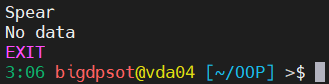 Spear
No data
EXIT
3:06 bigdpsot@vda04 [~/OOP] >$